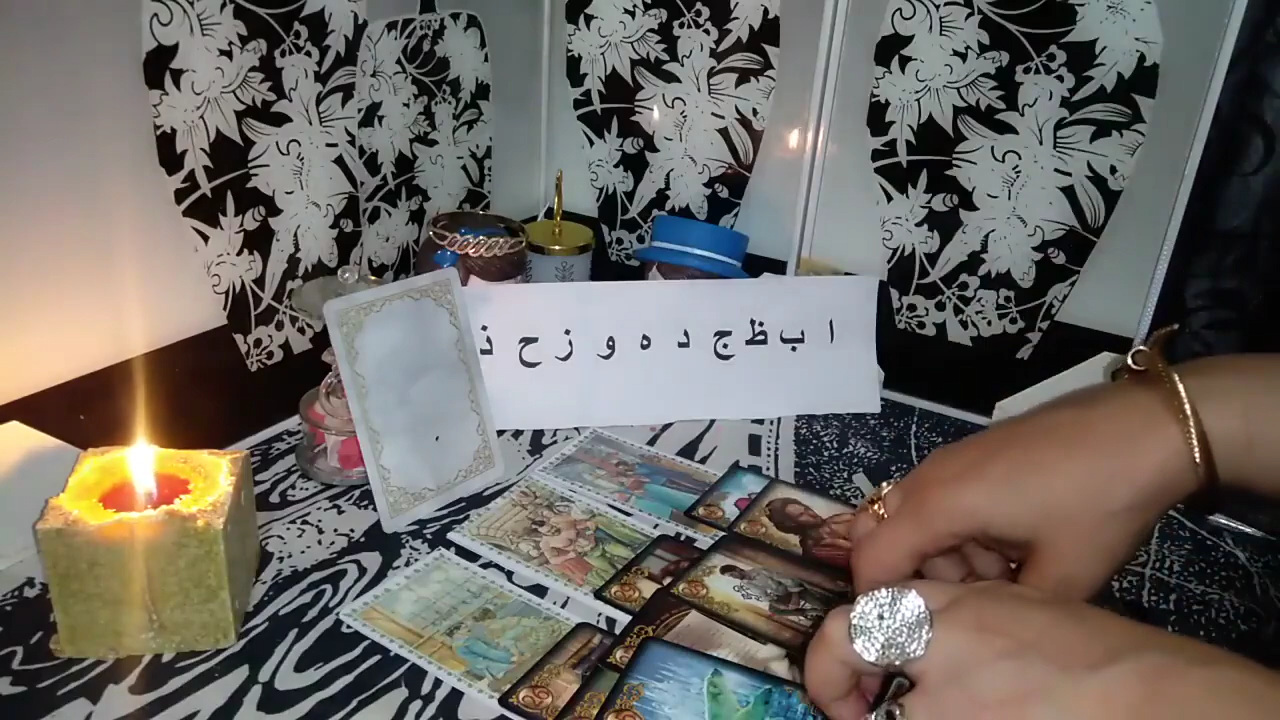 ا ب ظ ج د ه و ز ح ذ